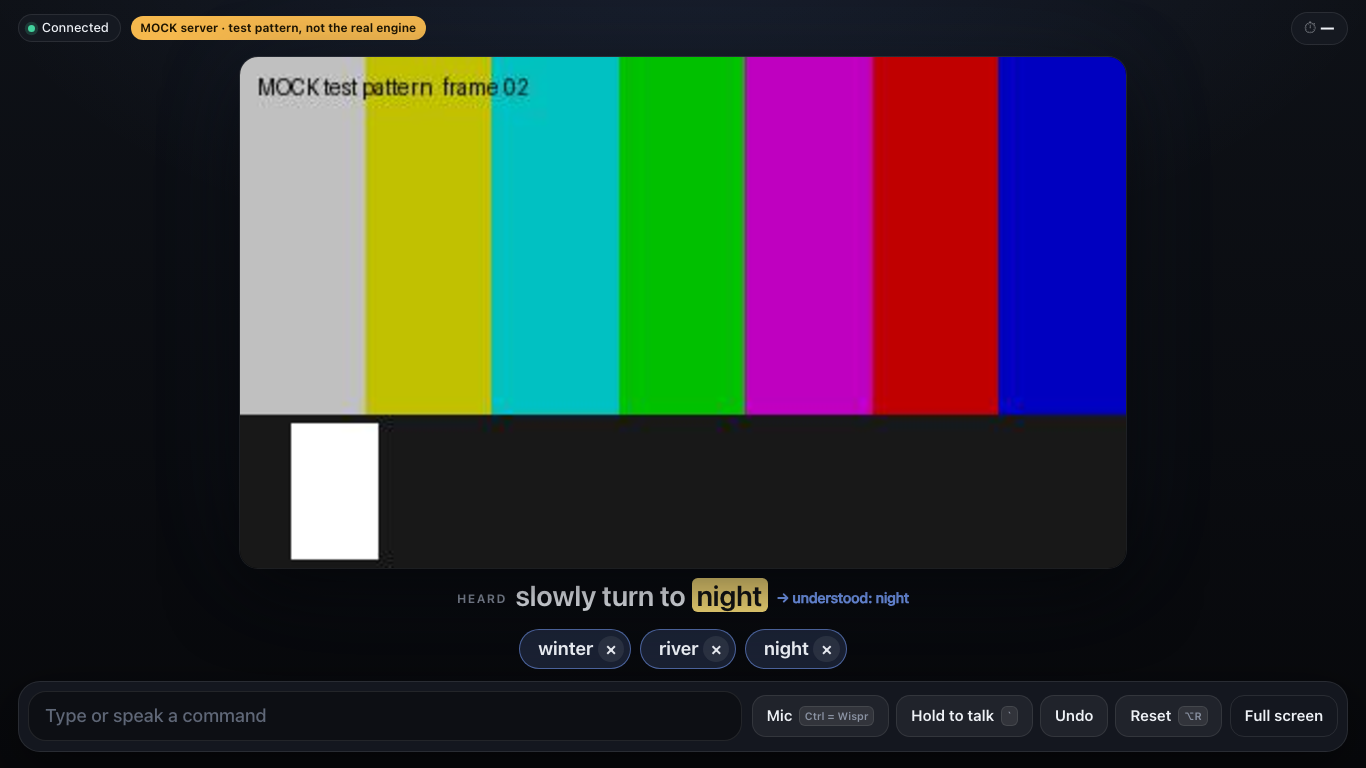 Connected
MOCK server · test pattern, not the real engine
⏱ —
MOCK test pattern frame 02
HEARD slowly turn to night → understood: night
winter × river × night ×
Type or speak a command
Mic Ctrl = Wispr Hold to talk ` Undo Reset ⌥R Full screen